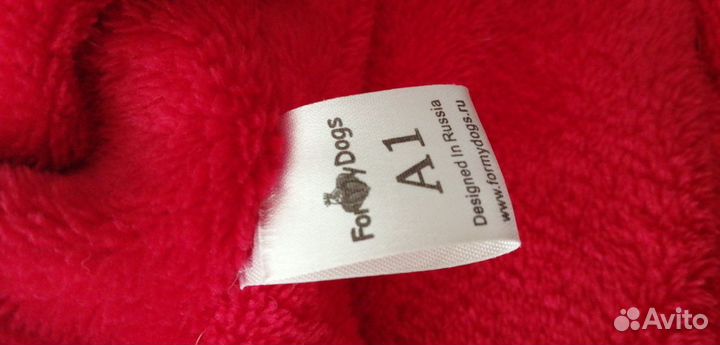 For My Dogs
A1
Designed In Russia
www.formydogs.ru
Avito